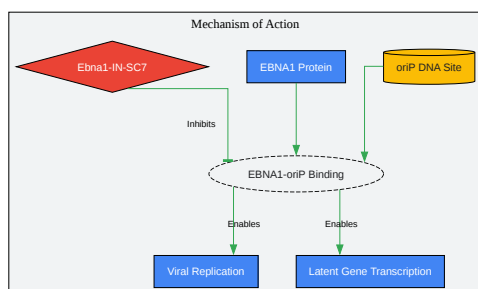 Mechanism of Action
Ebna1-IN-SC7
EBNA1 Protein
oriP DNA Site
Inhibits
EBNA1-oriP Binding
Enables
Enables
Viral Replication
Latent Gene Transcription